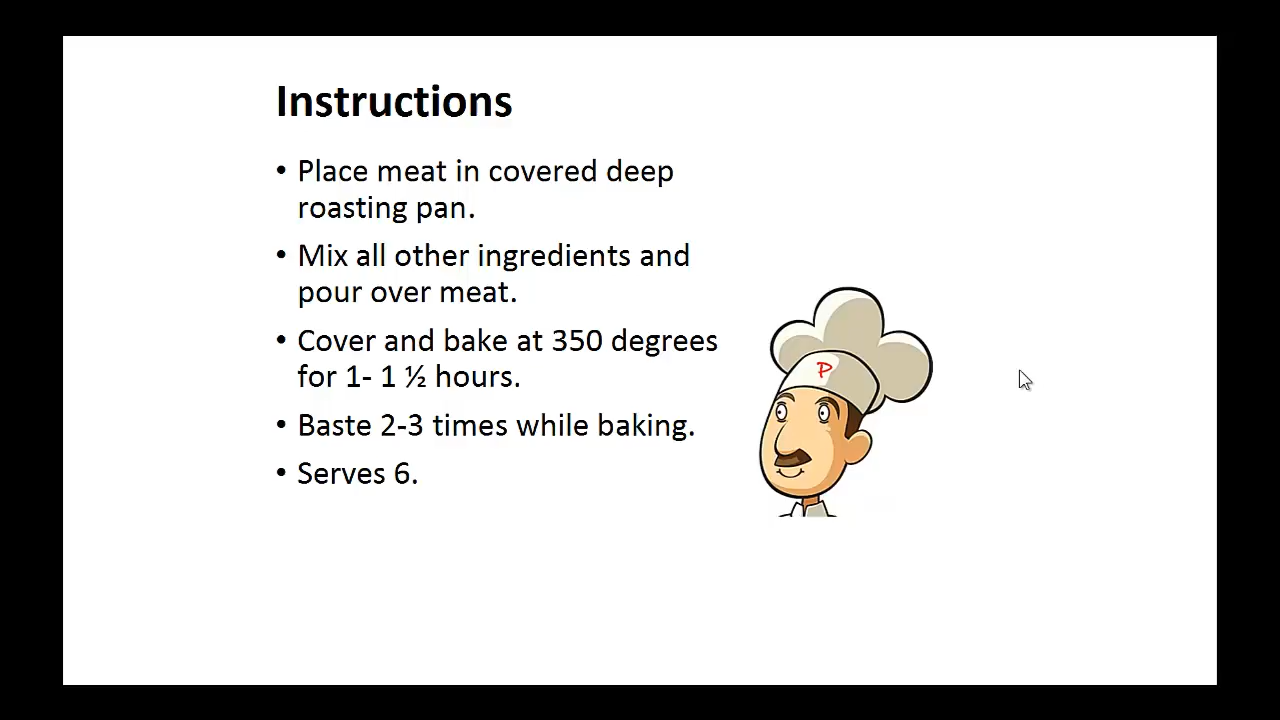 Instructions
• Place meat in covered deep
roasting pan.
• Mix all other ingredients and
pour over meat.
• Cover and bake at 350 degrees
for 1- 1 ½ hours.
• Baste 2-3 times while baking.
• Serves 6.
P